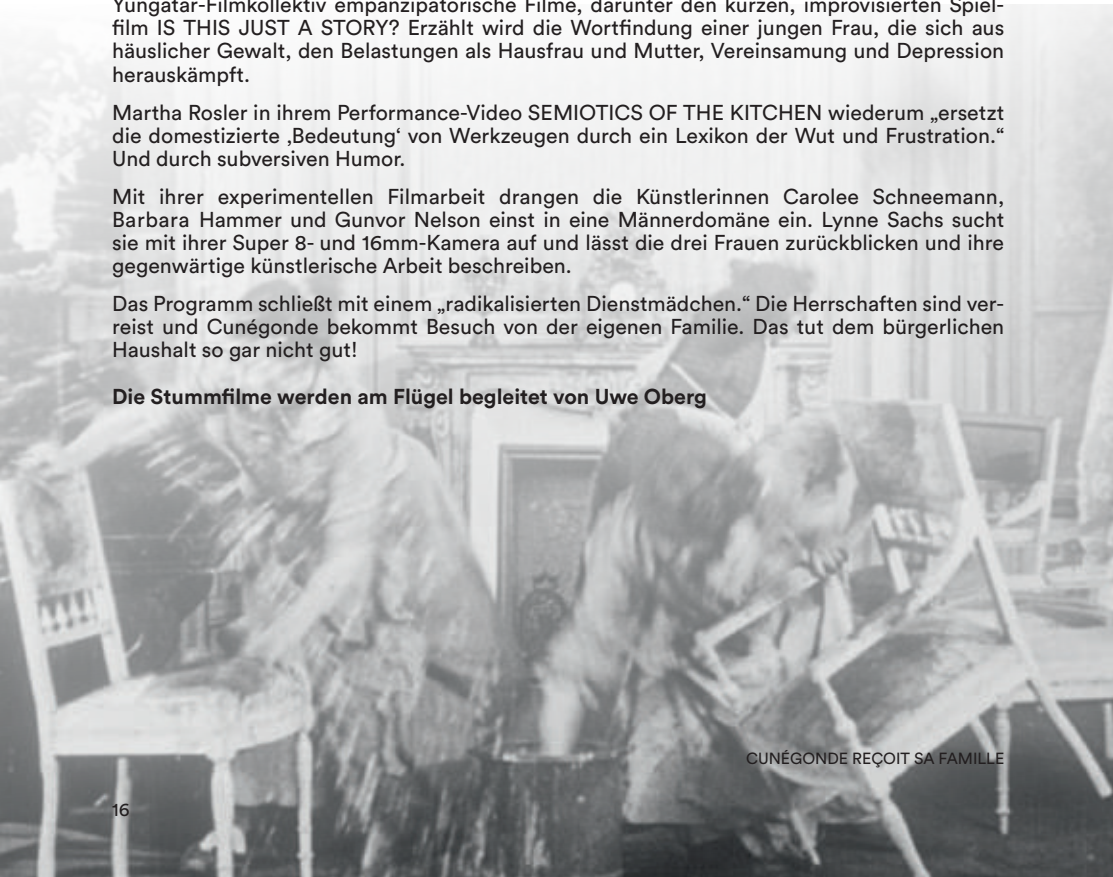 Yungatar-Filmkollektiv empanzipatorische Filme, darunter den kurzen, improvisierten Spiel-
film IS THIS JUST A STORY? Erzählt wird die Wortfindung einer jungen Frau, die sich aus
häuslicher Gewalt, den Belastungen als Hausfrau und Mutter, Vereinsamung und Depression
herauskämpft.
Martha Rosler in ihrem Performance-Video SEMIOTICS OF THE KITCHEN wiederum „ersetzt
die domestizierte ‚Bedeutung‘ von Werkzeugen durch ein Lexikon der Wut und Frustration.“
Und durch subversiven Humor.
Mit ihrer experimentellen Filmarbeit drangen die Künstlerinnen Carolee Schneemann,
Barbara Hammer und Gunvor Nelson einst in eine Männerdomäne ein. Lynne Sachs sucht
sie mit ihrer Super 8- und 16mm-Kamera auf und lässt die drei Frauen zurückblicken und ihre
gegenwärtige künstlerische Arbeit beschreiben.
Das Programm schließt mit einem „radikalisierten Dienstmädchen.“ Die Herrschaften sind ver-
reist und Cunégonde bekommt Besuch von der eigenen Familie. Das tut dem bürgerlichen
Haushalt so gar nicht gut!
Die Stummfilme werden am Flügel begleitet von Uwe Oberg
CUNÉGONDE REÇOIT SA FAMILLE
16